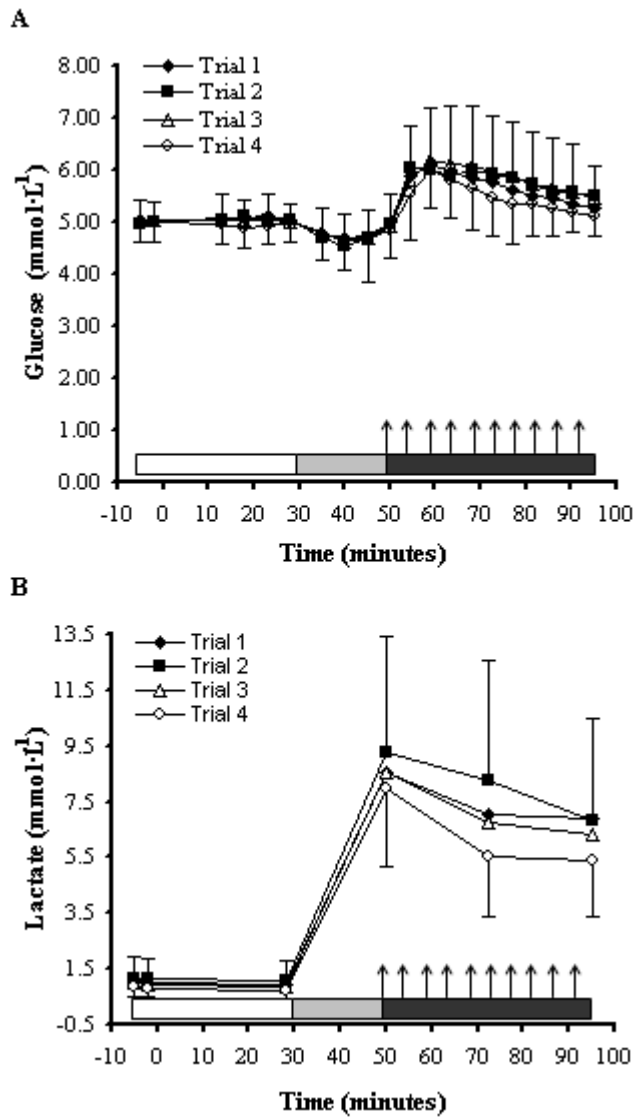 A
8.00
7.00
6.00
5.00
4.00
3.00
2.00
1.00
0.00
Glucose (mmol·L¹)
Trial 1
Trial 2
Trial 3
Trial 4
-10 0 10 20 30 40 50 60 70 80 90 100
Time (minutes)
B
13.5
11.5
9.5
7.5
5.5
3.5
1.5
-0.5
Lactate (mmol·L¹)
Trial 1
Trial 2
Trial 3
Trial 4
-10 0 10 20 30 40 50 60 70 80 90 100
Time (minutes)